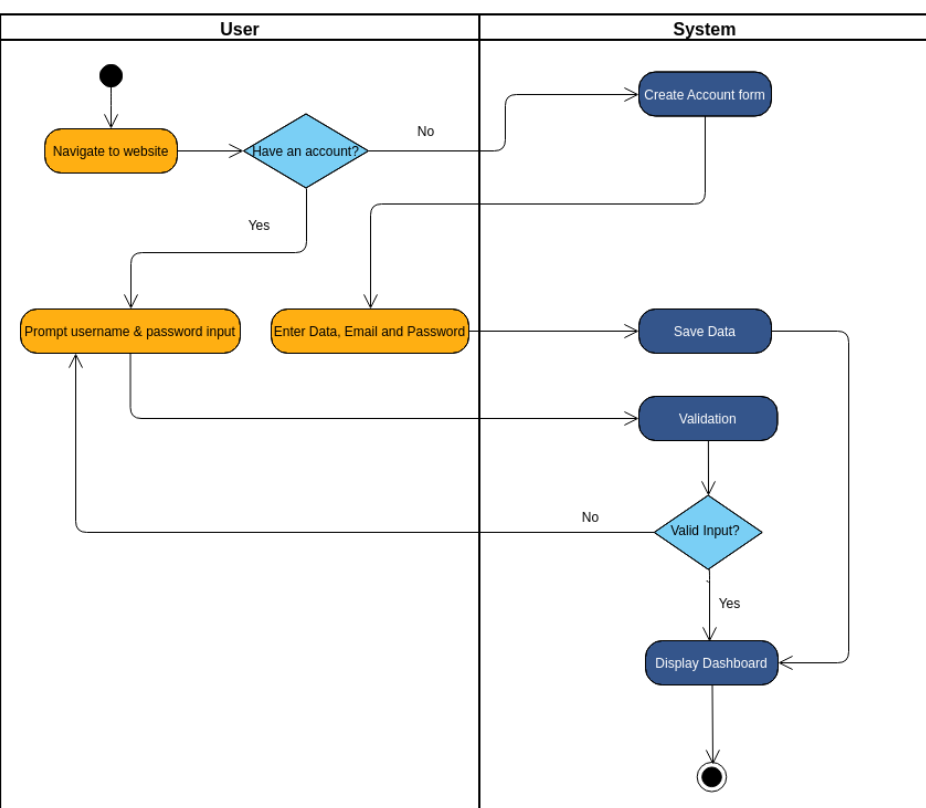 User
System
Create Account form
No
Navigate to website
Have an account?
Yes
Prompt username & password input
Enter Data, Email and Password
Save Data
Validation
No
Valid Input?
Yes
Display Dashboard